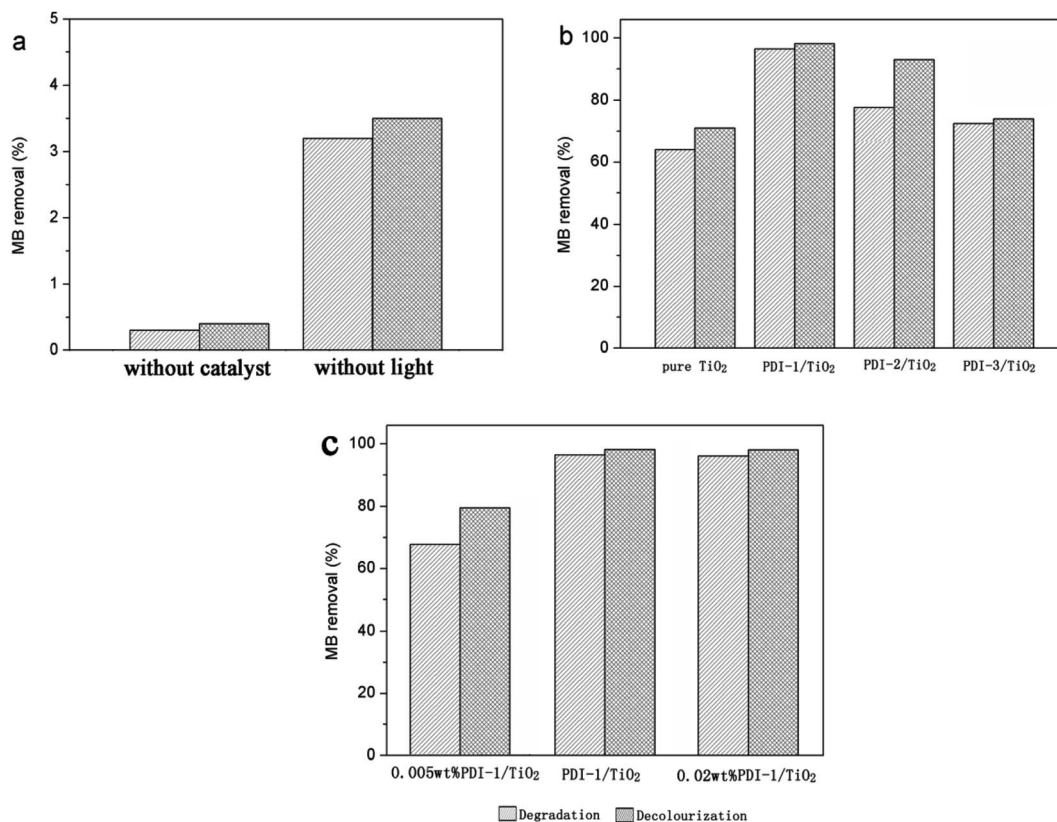 a
MB removal (%)
5
4
3
2
1
0
without catalyst without light
b
MB removal (%)
100
80
60
40
20
0
pure TiO₂ PDI-1/TiO₂ PDI-2/TiO₂ PDI-3/TiO₂
c
MB removal (%)
100
80
60
40
20
0
0.005wt%PDI-1/TiO₂ PDI-1/TiO₂ 0.02wt%PDI-1/TiO₂
Degradation Decolourization